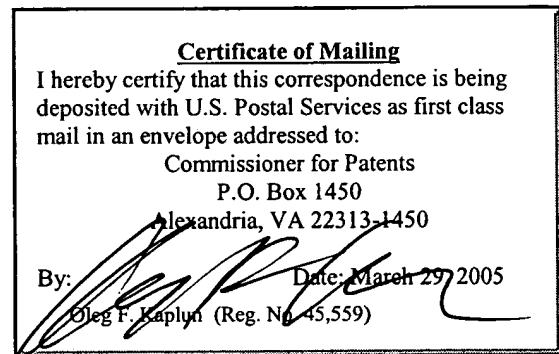 Certificate of Mailing
I hereby certify that this correspondence is being
deposited with U.S. Postal Services as first class
mail in an envelope addressed to:
Commissioner for Patents
P.O. Box 1450
Alexandria, VA 22313-1450
By: Date: March 29, 2005
Oleg F. Kaplun (Reg. No. 45,559)